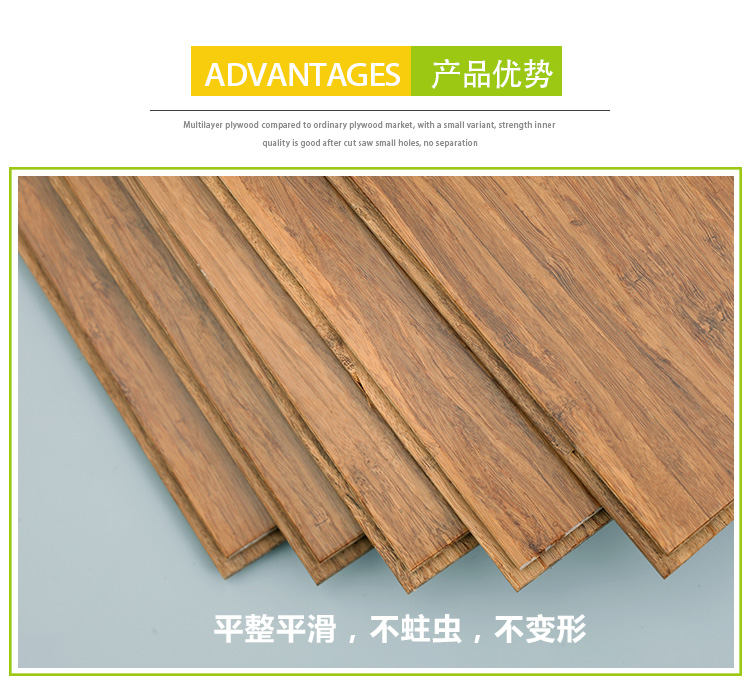 ADVANTAGES 产品优势
Multilayer plywood compared to ordinary plywood market, with a small variant, strength inner
quality is good after cut saw small holes, no separation
平整平滑，不蛀虫，不变形